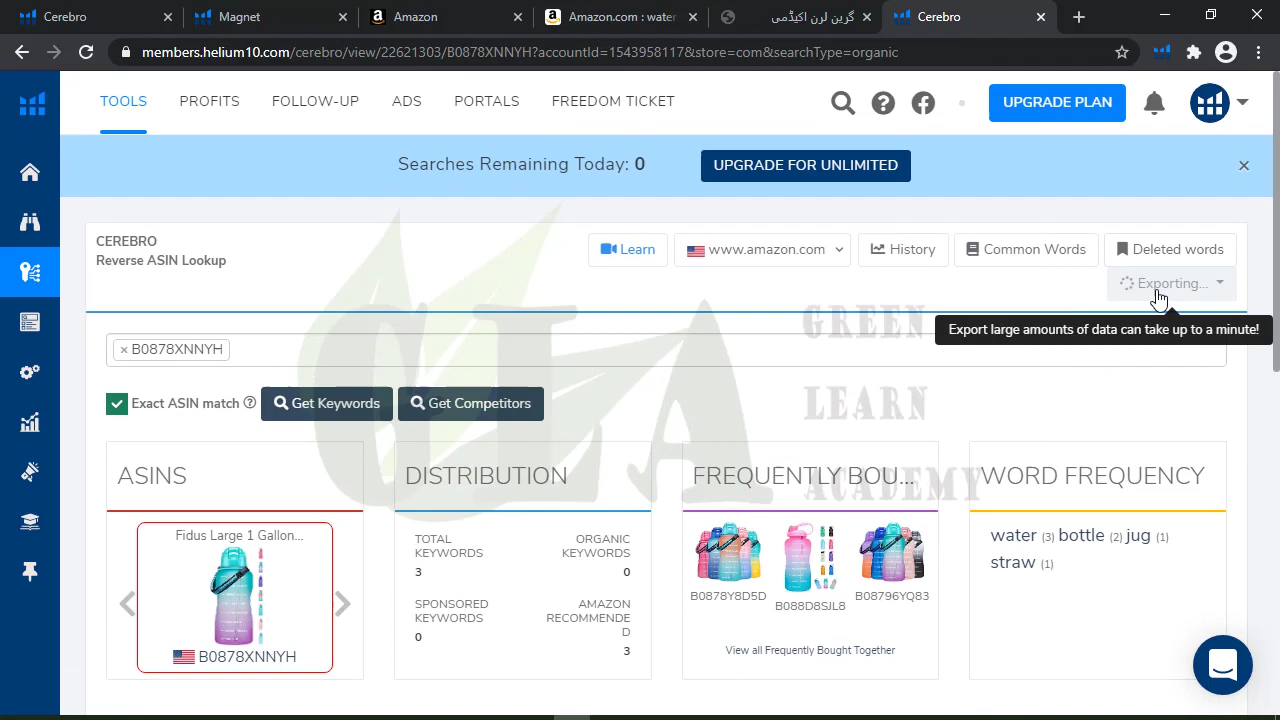 Cerebro
Magnet
Amazon
Amazon.com : water
گرین لرن اکیڈمی
Cerebro
members.helium10.com/cerebro/view/22621303/B0878XNNYH?accountId=1543958117&store=com&searchType=organic
TOOLS PROFITS FOLLOW-UP ADS PORTALS FREEDOM TICKET
UPGRADE PLAN
Searches Remaining Today: 0
UPGRADE FOR UNLIMITED
CEREBRO
Reverse ASIN Lookup
Learn
www.amazon.com
History
Common Words
Deleted words
Exporting...
Export large amounts of data can take up to a minute!
× B0878XNNYH
Exact ASIN match
Get Keywords
Get Competitors
GLA
GREEN
LEARN
ACADEMY
ASINS
Fidus Large 1 Gallon...
B0878XNNYH
DISTRIBUTION
TOTAL KEYWORDS
3
ORGANIC KEYWORDS
0
SPONSORED KEYWORDS
0
AMAZON
RECOMMENDE
D
3
FREQUENTLY BOU...
B0878Y8D5D
B088D8SJL8
B08796YQ83
View all Frequently Bought Together
WORD FREQUENCY
water (3) bottle (2) jug (1)
straw (1)